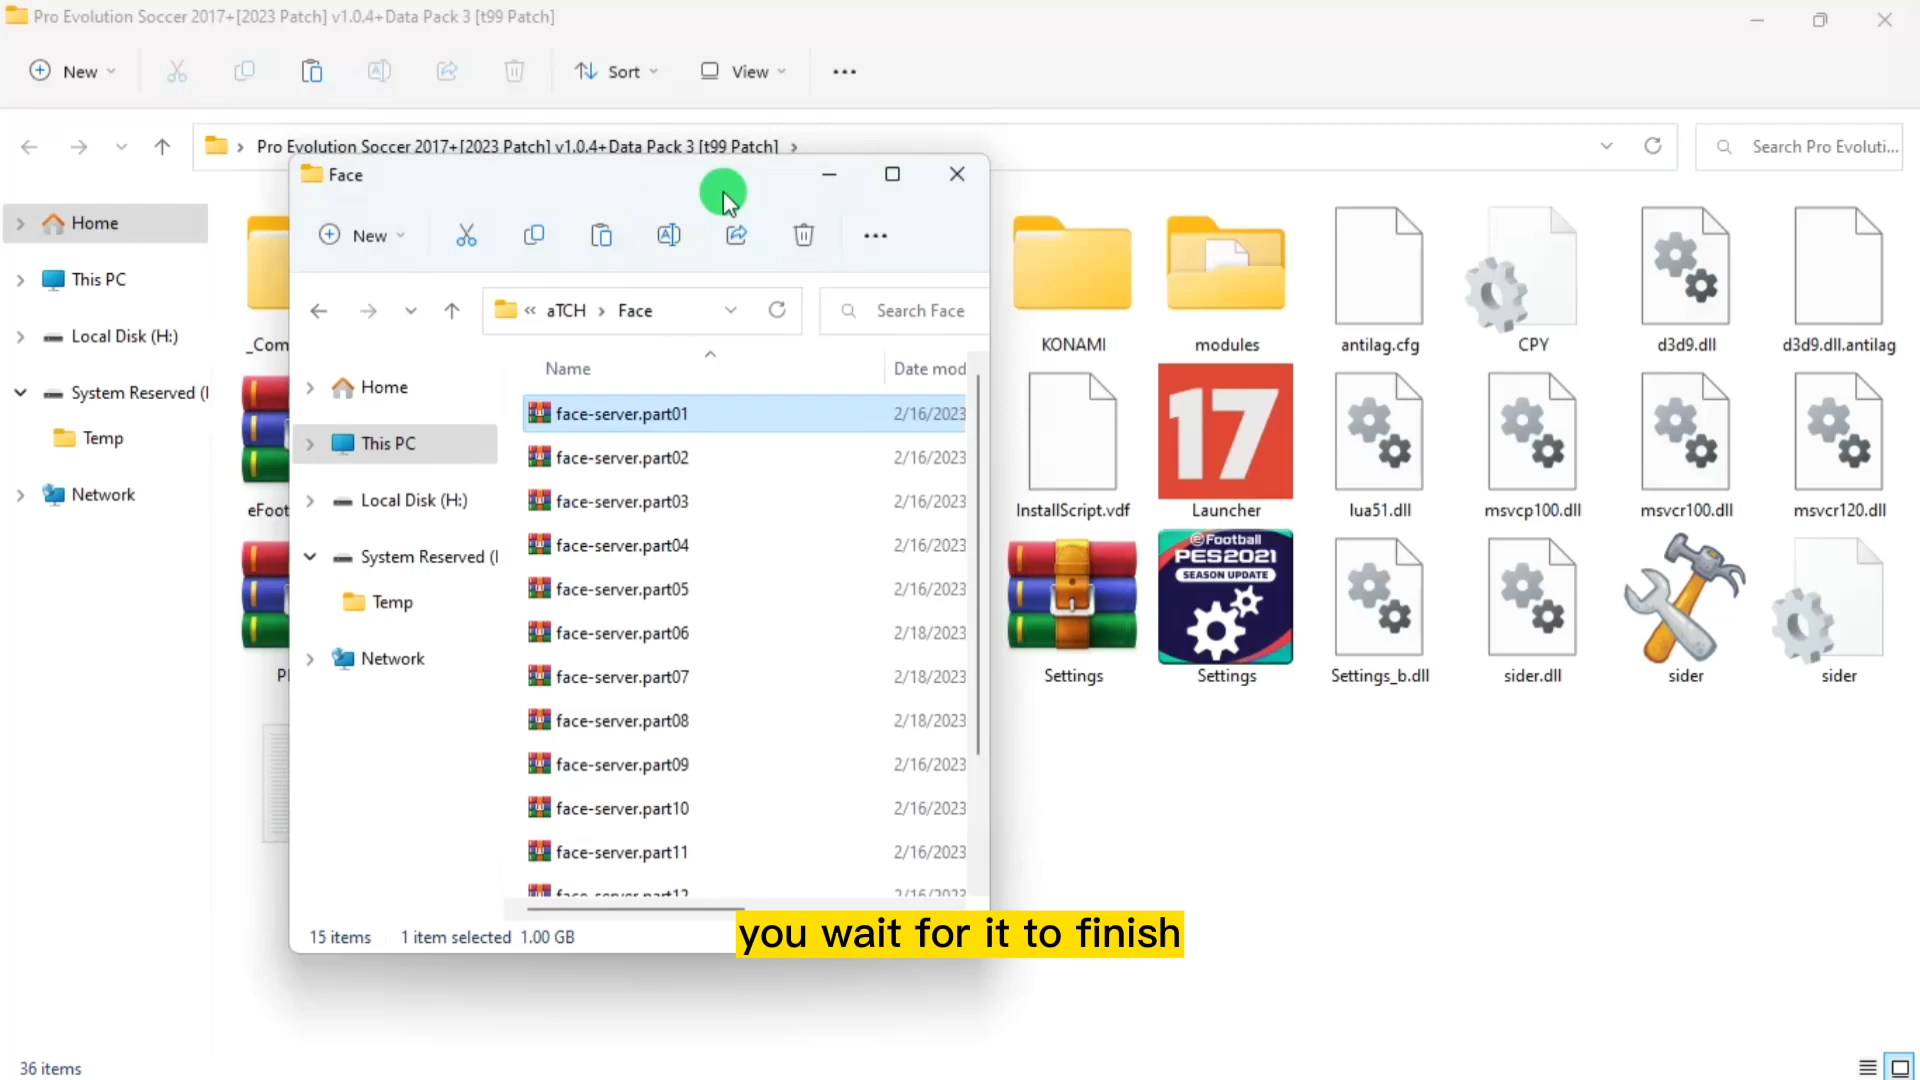 Pro Evolution Soccer 2017+[2023 Patch] v1.0.4+Data Pack 3 [t99 Patch]
New
Sort
View
Pro Evolution Soccer 2017+[2023 Patch] v1.0.4+Data Pack 3 [t99 Patch]
Search Pro Evoluti...
Home
This PC
Local Disk (H:)
System Reserved (
Temp
Network
_Com
eFoot
Face
New
aTCH
Face
Search Face
Home
This PC
Local Disk (H:)
System Reserved (
Temp
Network
Name
Date mod
face-server.part01 2/16/2023
face-server.part02 2/16/2023
face-server.part03 2/16/2023
face-server.part04 2/16/2023
face-server.part05 2/16/2023
face-server.part06 2/18/2023
face-server.part07 2/18/2023
face-server.part08 2/18/2023
face-server.part09 2/16/2023
face-server.part10 2/16/2023
face-server.part11 2/16/2023
face-server.part12 2/16/2023
15 items 1 item selected 1.00 GB
KONAMI
modules
antilag.cfg
CPY
d3d9.dll
d3d9.dll.antilag
17
InstallScript.vdf
Launcher
lua51.dll
msvcp100.dll
msvcr100.dll
msvcr120.dll
eFootball
PES2021
SEASON UPDATE
Settings
Settings
Settings_b.dll
sider.dll
sider
sider
you wait for it to finish
36 items